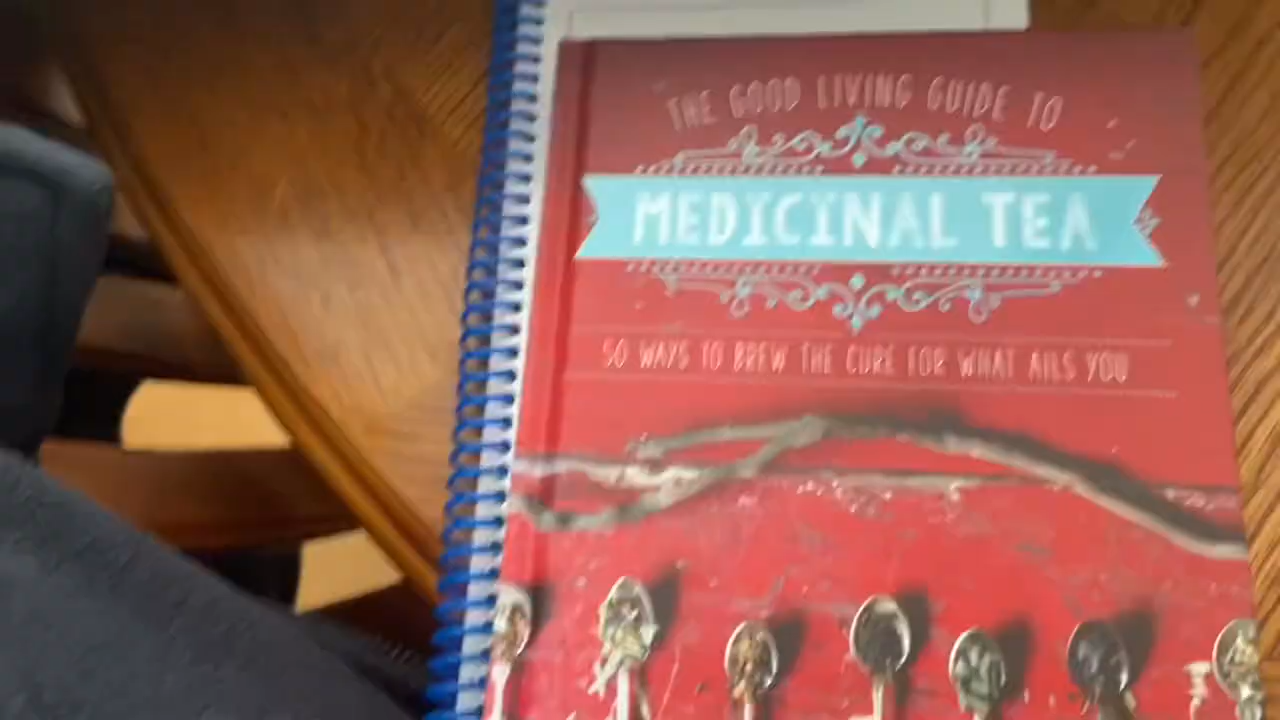 THE GOOD LIVING GUIDE TO
MEDICINAL TEA
50 WAYS TO BREW THE CURE FOR WHAT AILS YOU